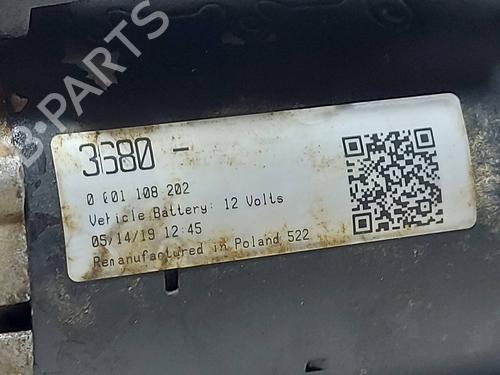 B-PARTS
3680 -
0 001 108 202
Vehicle Battery: 12 Volts
05/14/19 12:45
Remanufactured in Poland 522